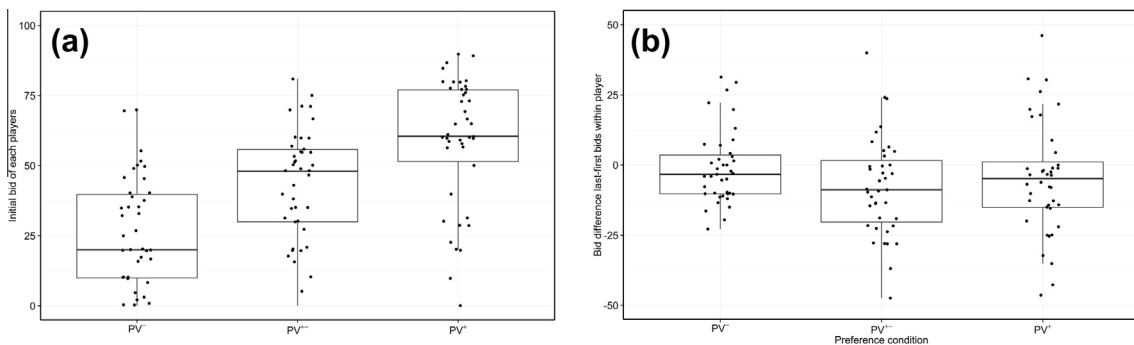 (a)
Initial bid of each players
100
75
50
25
0
PV⁻
PV⁺⁻
PV⁺
(b)
Bid difference last-first bids within player
50
25
0
-25
-50
PV⁻
PV⁺⁻
PV⁺
Preference condition